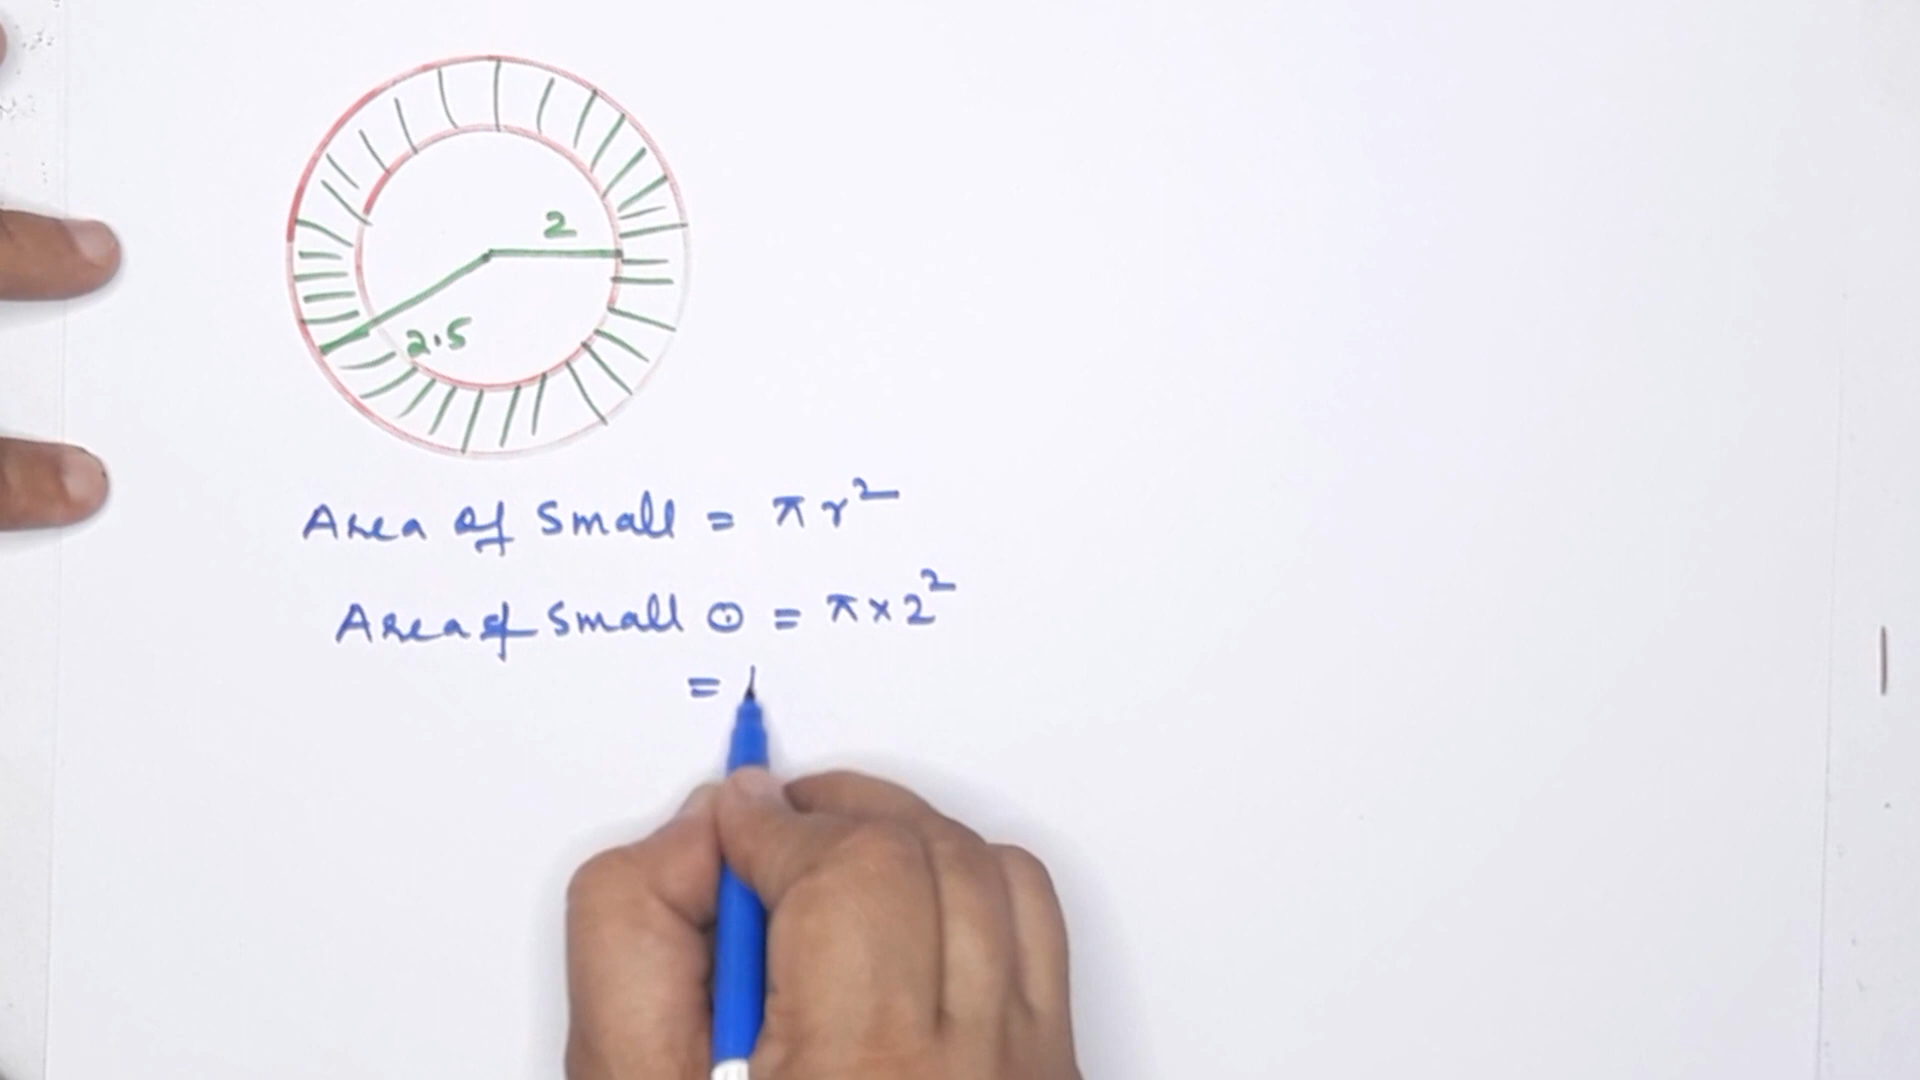 2
2.5
Area of Small = πr²
Area of Small ⊙ = π×2²
=